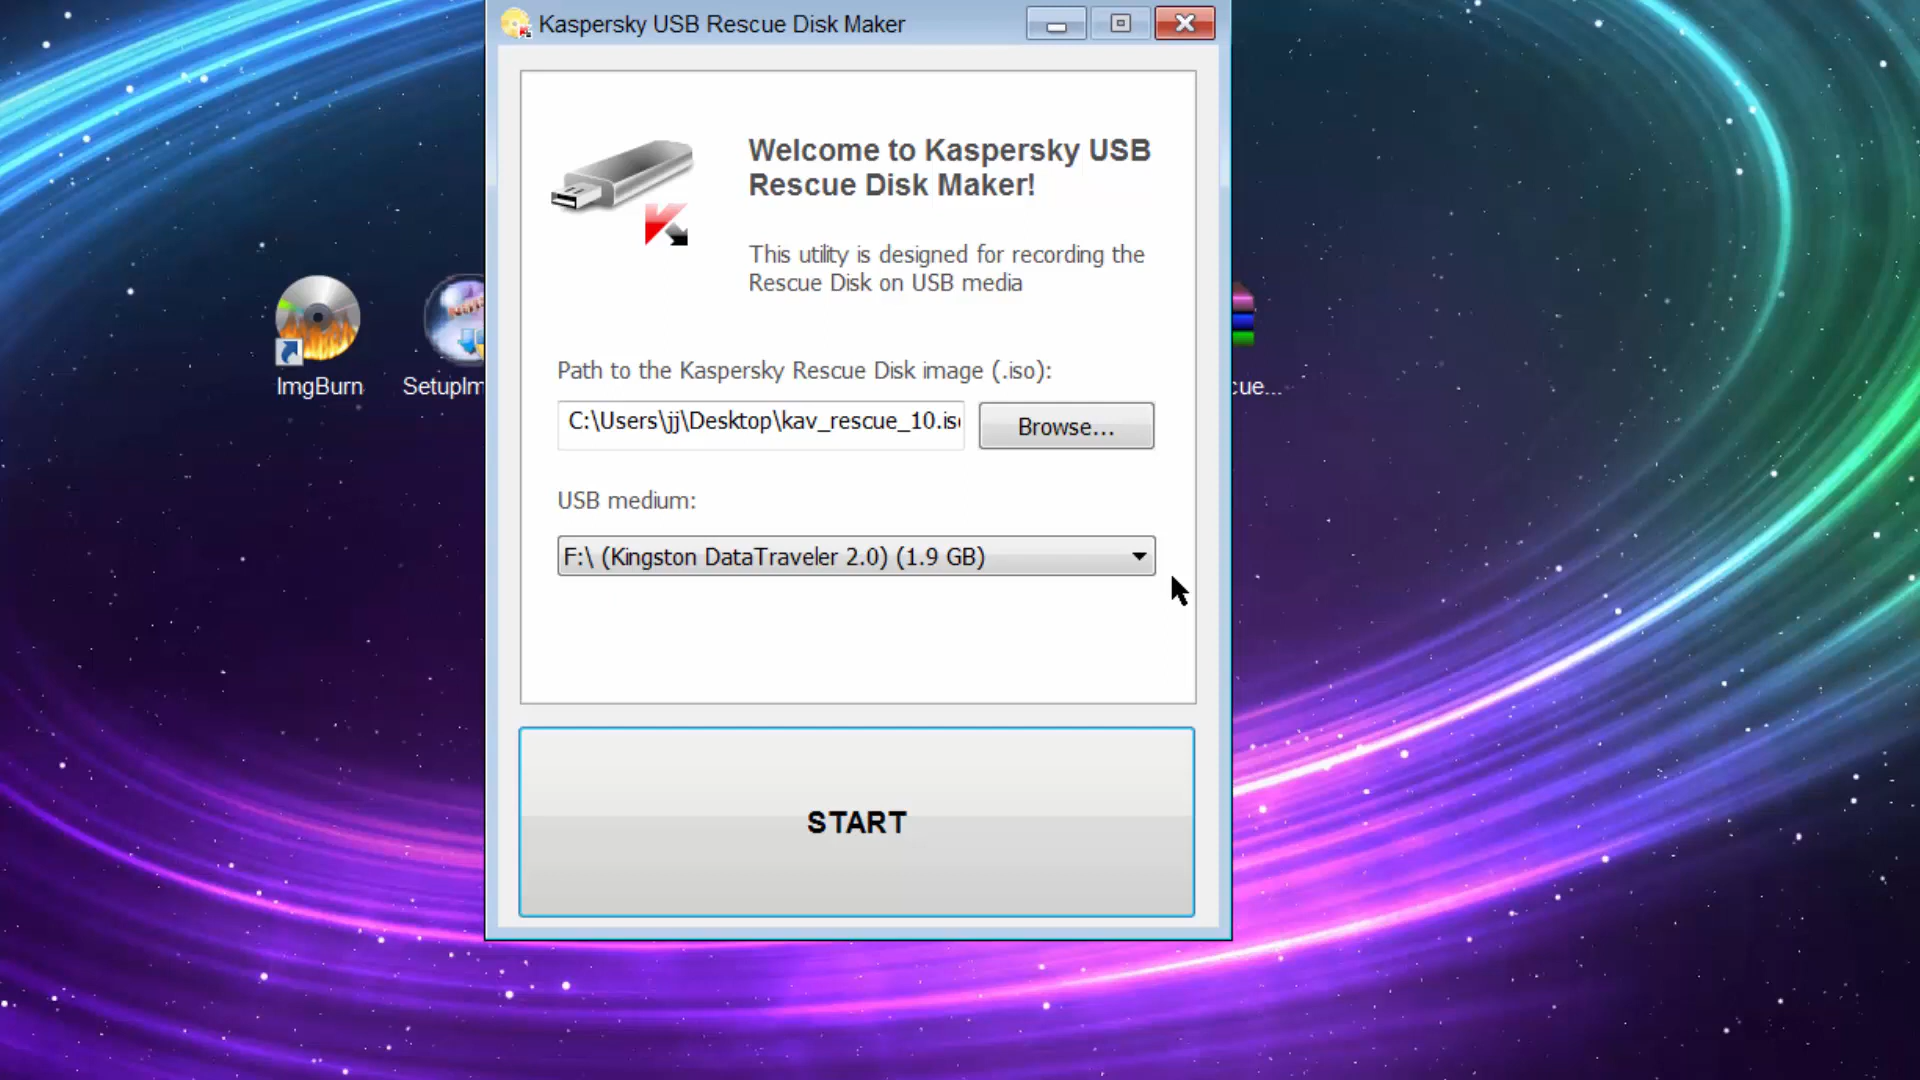 Kaspersky USB Rescue Disk Maker
Welcome to Kaspersky USB
Rescue Disk Maker!
This utility is designed for recording the
Rescue Disk on USB media
Path to the Kaspersky Rescue Disk image (.iso):
C:\Users\jj\Desktop\kav_rescue_10.is
Browse...
USB medium:
F:\ (Kingston DataTraveler 2.0) (1.9 GB)
START
ImgBurn
SetupIm
cue...